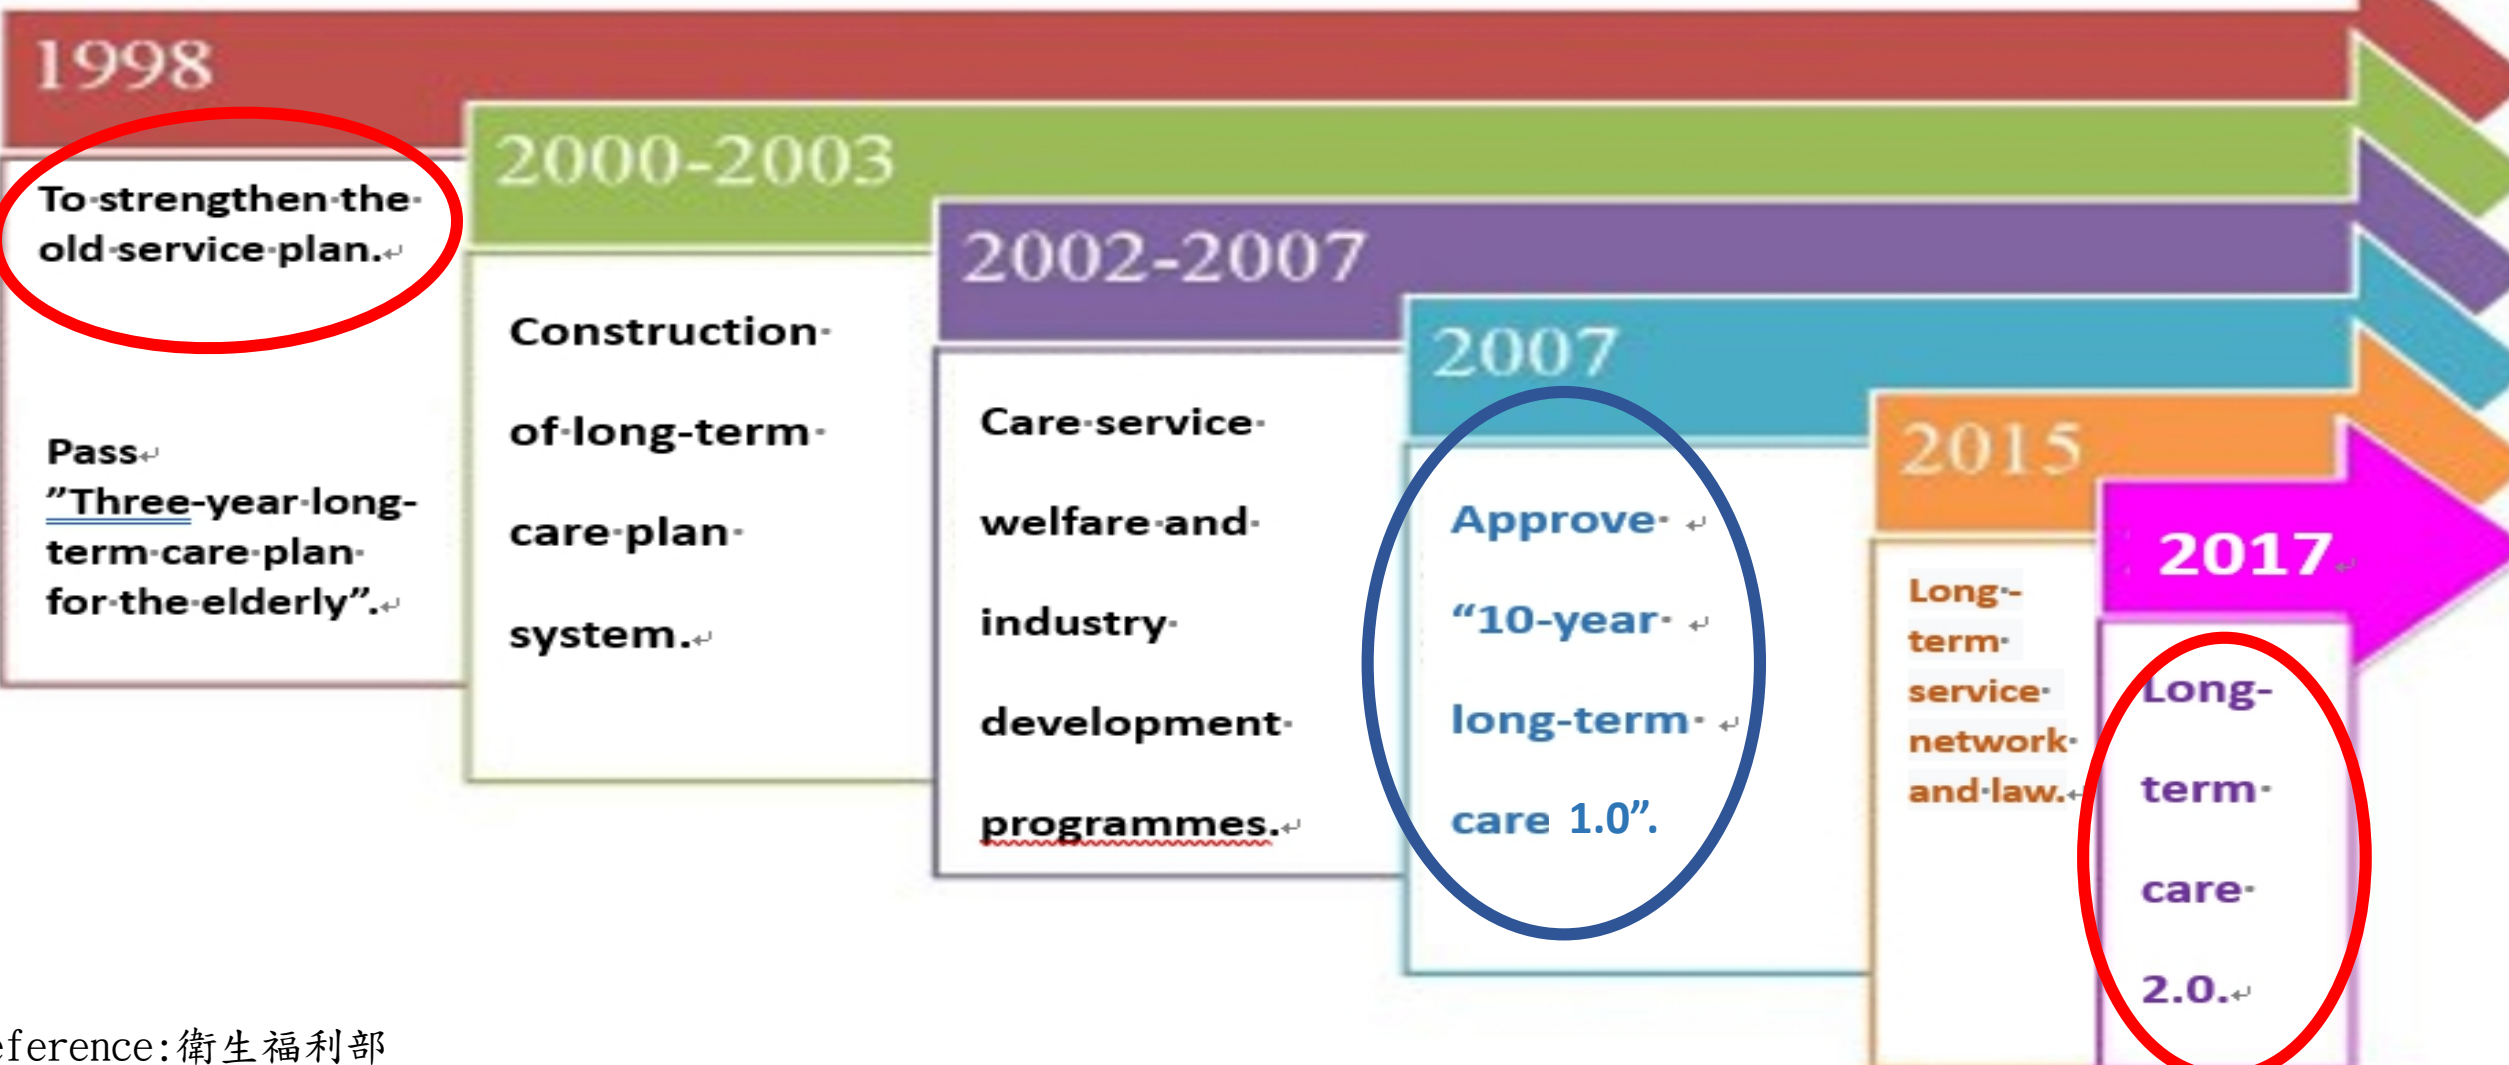 1998
To strengthen the
old service plan.
Pass
”Three-year long-
term care plan
for the elderly”.
2000-2003
Construction
of long-term
care plan
system.
2002-2007
Care service
welfare and
industry
development
programmes.
2007
Approve
“10-year
long-term
care 1.0”.
2015
Long -
term
service
network
and law.
2017
Long-
term
care
2.0.
eference:衛生福利部